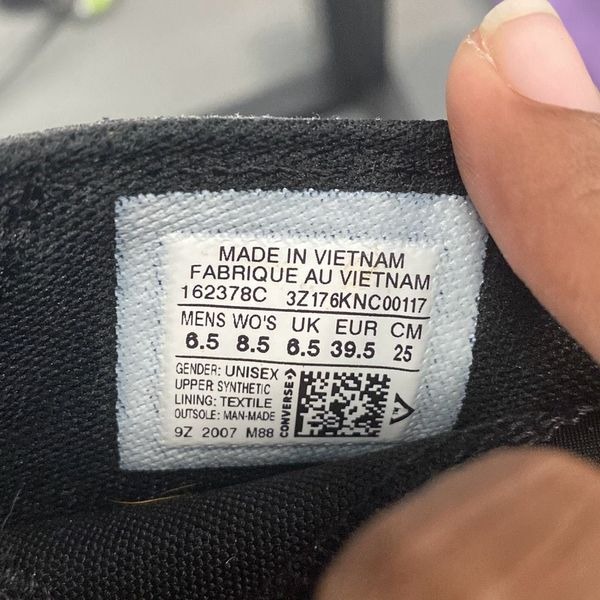 MADE IN VIETNAM
FABRIQUE AU VIETNAM
162378C 3Z176KNC00117
MENS WO'S UK EUR CM
6.5 8.5 6.5 39.5 25
GENDER: UNISEX
UPPER SYNTHETIC
LINING: TEXTILE
OUTSOLE: MAN-MADE
9Z 2007 M88
CONVERSE